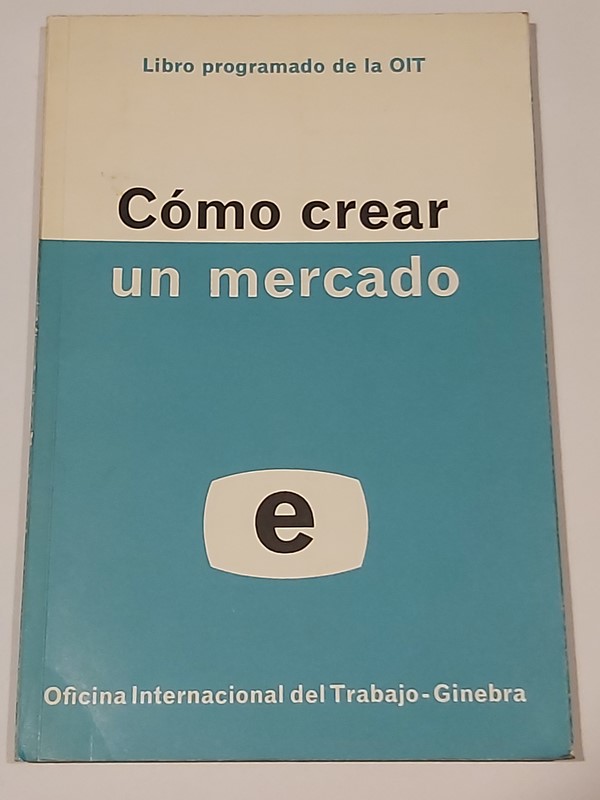 Libro programado de la OIT
Cómo crear
un mercado
e
Oficina Internacional del Trabajo-Ginebra